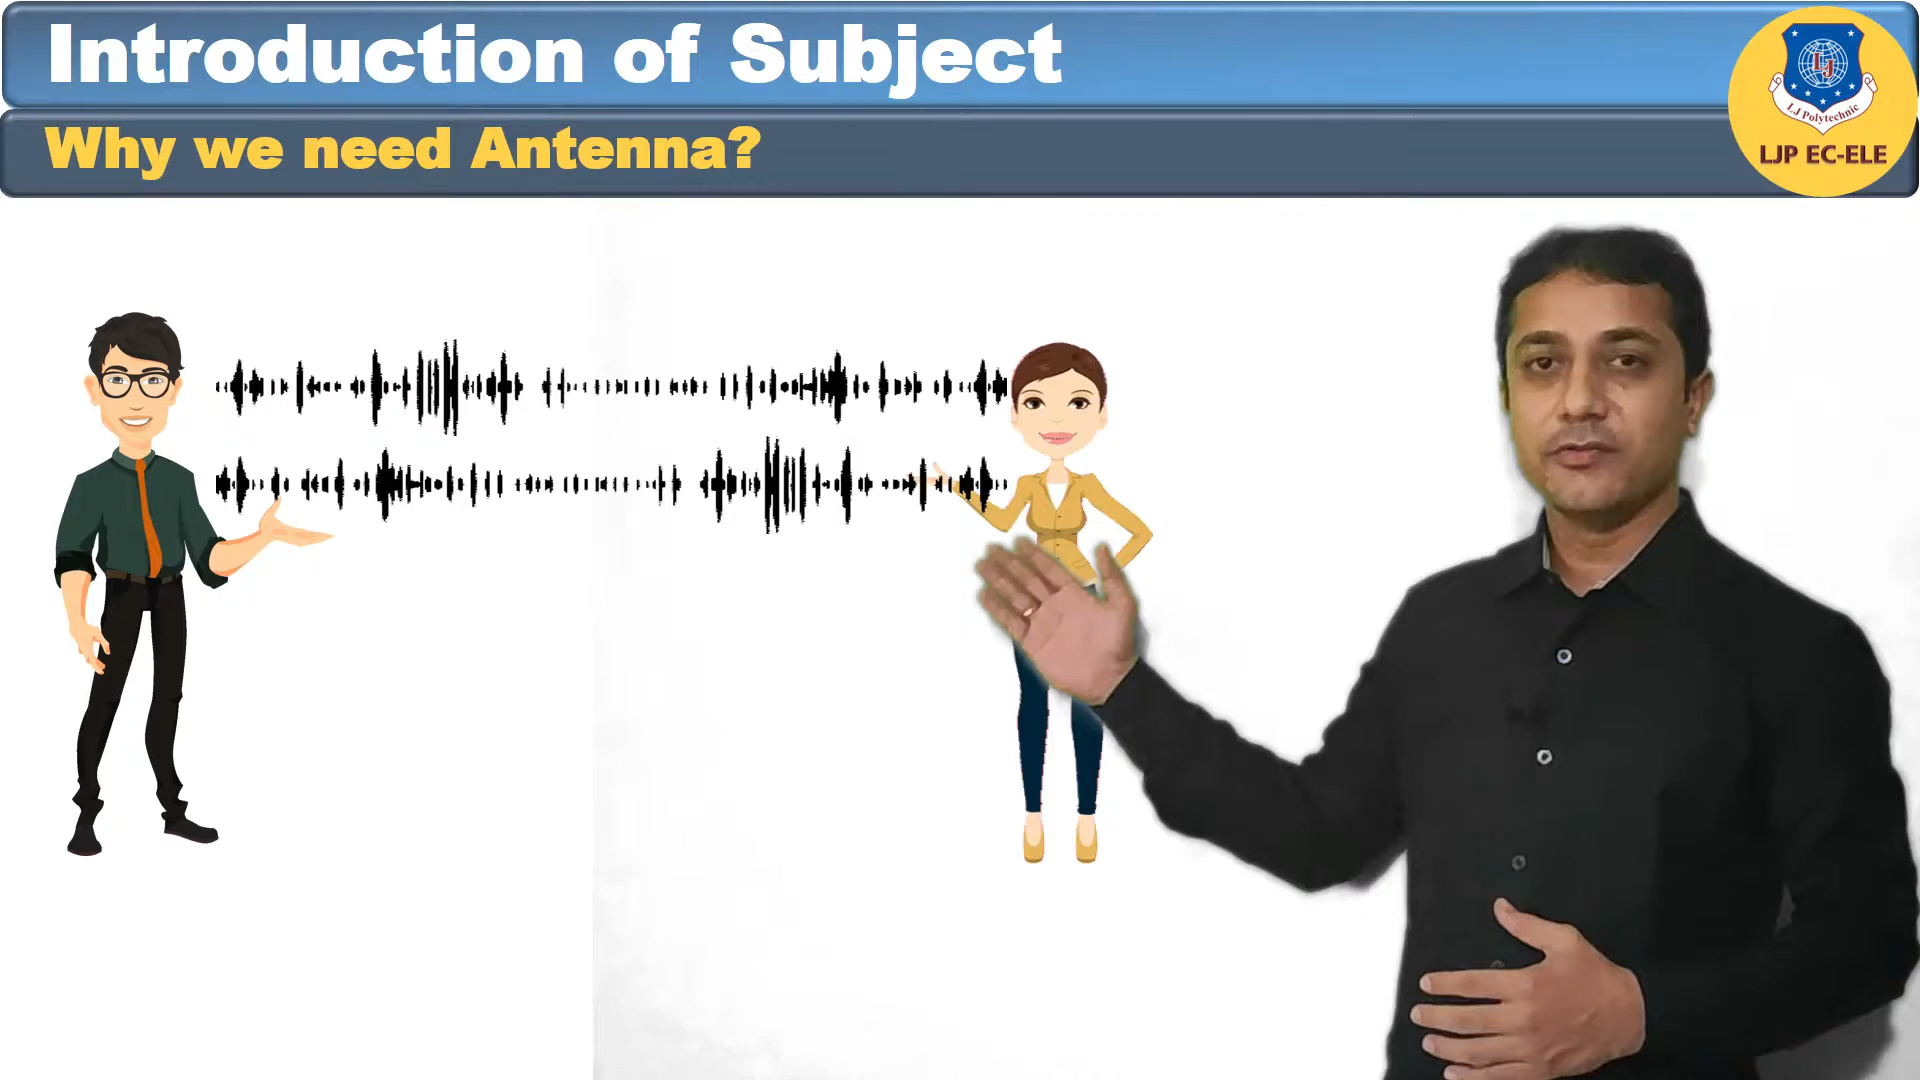 Introduction of Subject
Why we need Antenna?
LJ
LJ Polytechnic
LJP EC-ELE